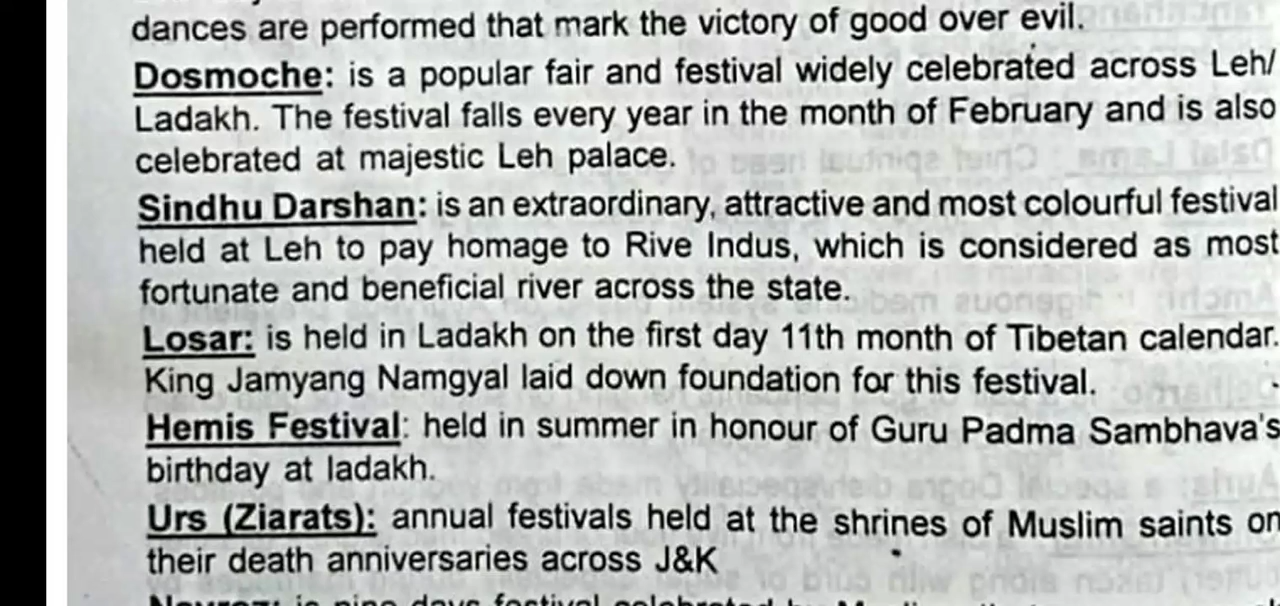 dances are performed that mark the victory of good over evil.
Dosmoche: is a popular fair and festival widely celebrated across Leh/
Ladakh. The festival falls every year in the month of February and is also
celebrated at majestic Leh palace.
Sindhu Darshan: is an extraordinary, attractive and most colourful festival
held at Leh to pay homage to Rive Indus, which is considered as most
fortunate and beneficial river across the state.
Losar: is held in Ladakh on the first day 11th month of Tibetan calendar.
King Jamyang Namgyal laid down foundation for this festival.
Hemis Festival: held in summer in honour of Guru Padma Sambhava's
birthday at ladakh.
Urs (Ziarats): annual festivals held at the shrines of Muslim saints on
their death anniversaries across J&K